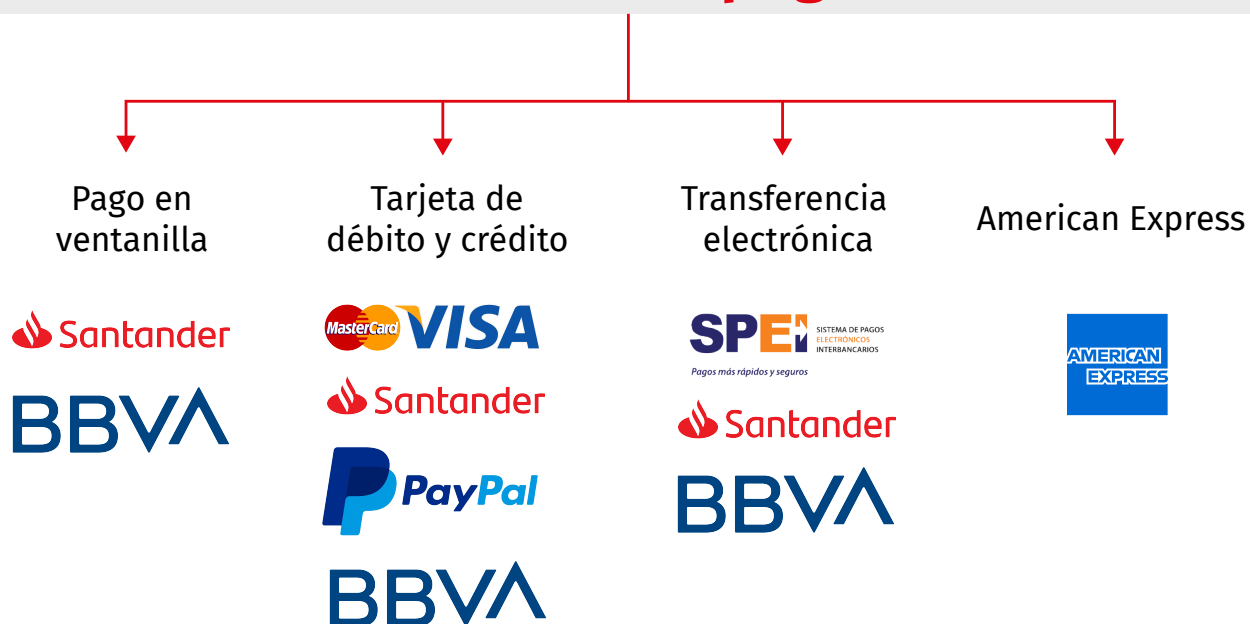 Pago en
ventanilla
Santander
BBVA
Tarjeta de
débito y crédito
MasterCard VISA
Santander
PayPal
BBVA
Transferencia
electrónica
SPEI SISTEMA DE PAGOS
ELECTRÓNICOS
INTERBANCARIOS
Pagos más rápidos y seguros
Santander
BBVA
American Express
AMERICAN
EXPRESS